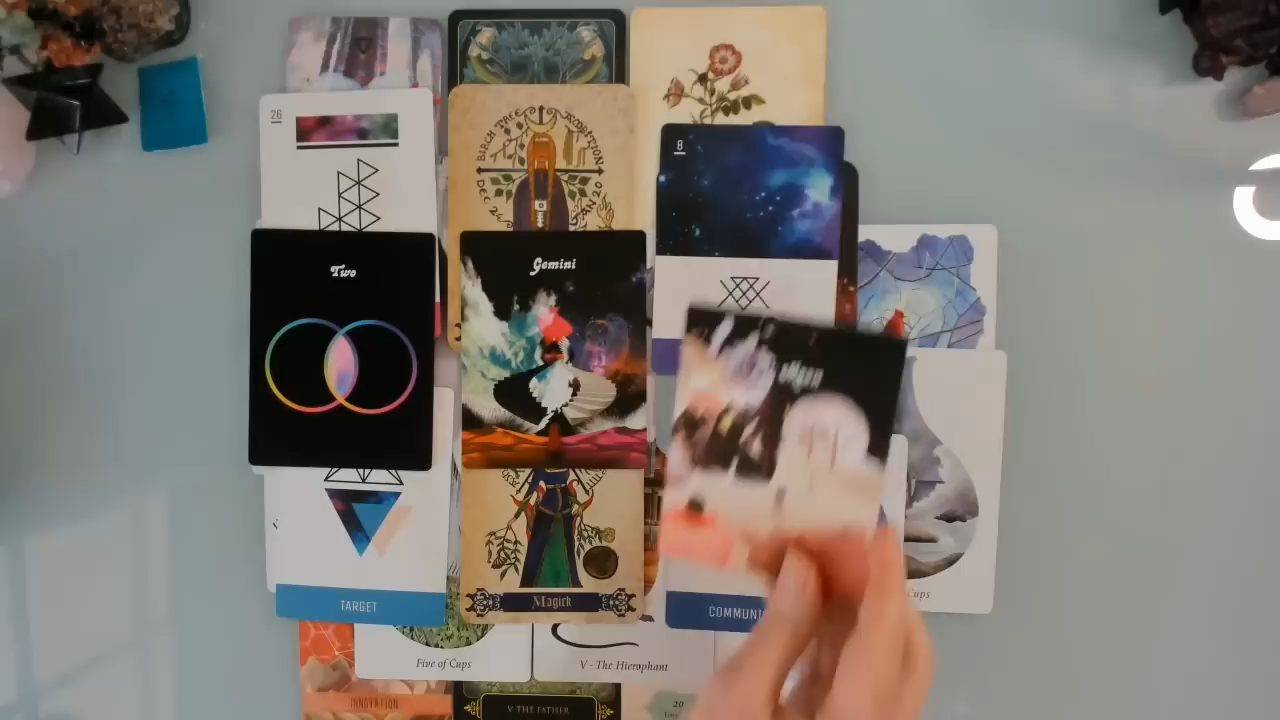 26
BIRCH TREE ADDITION
DEC 24
JAN 20
8
Two
Gemini
TARGET
Magick
COMMUNI
Cups
Five of Cups
V - The Hierophant
INNOVATION
V THE FATHER
20